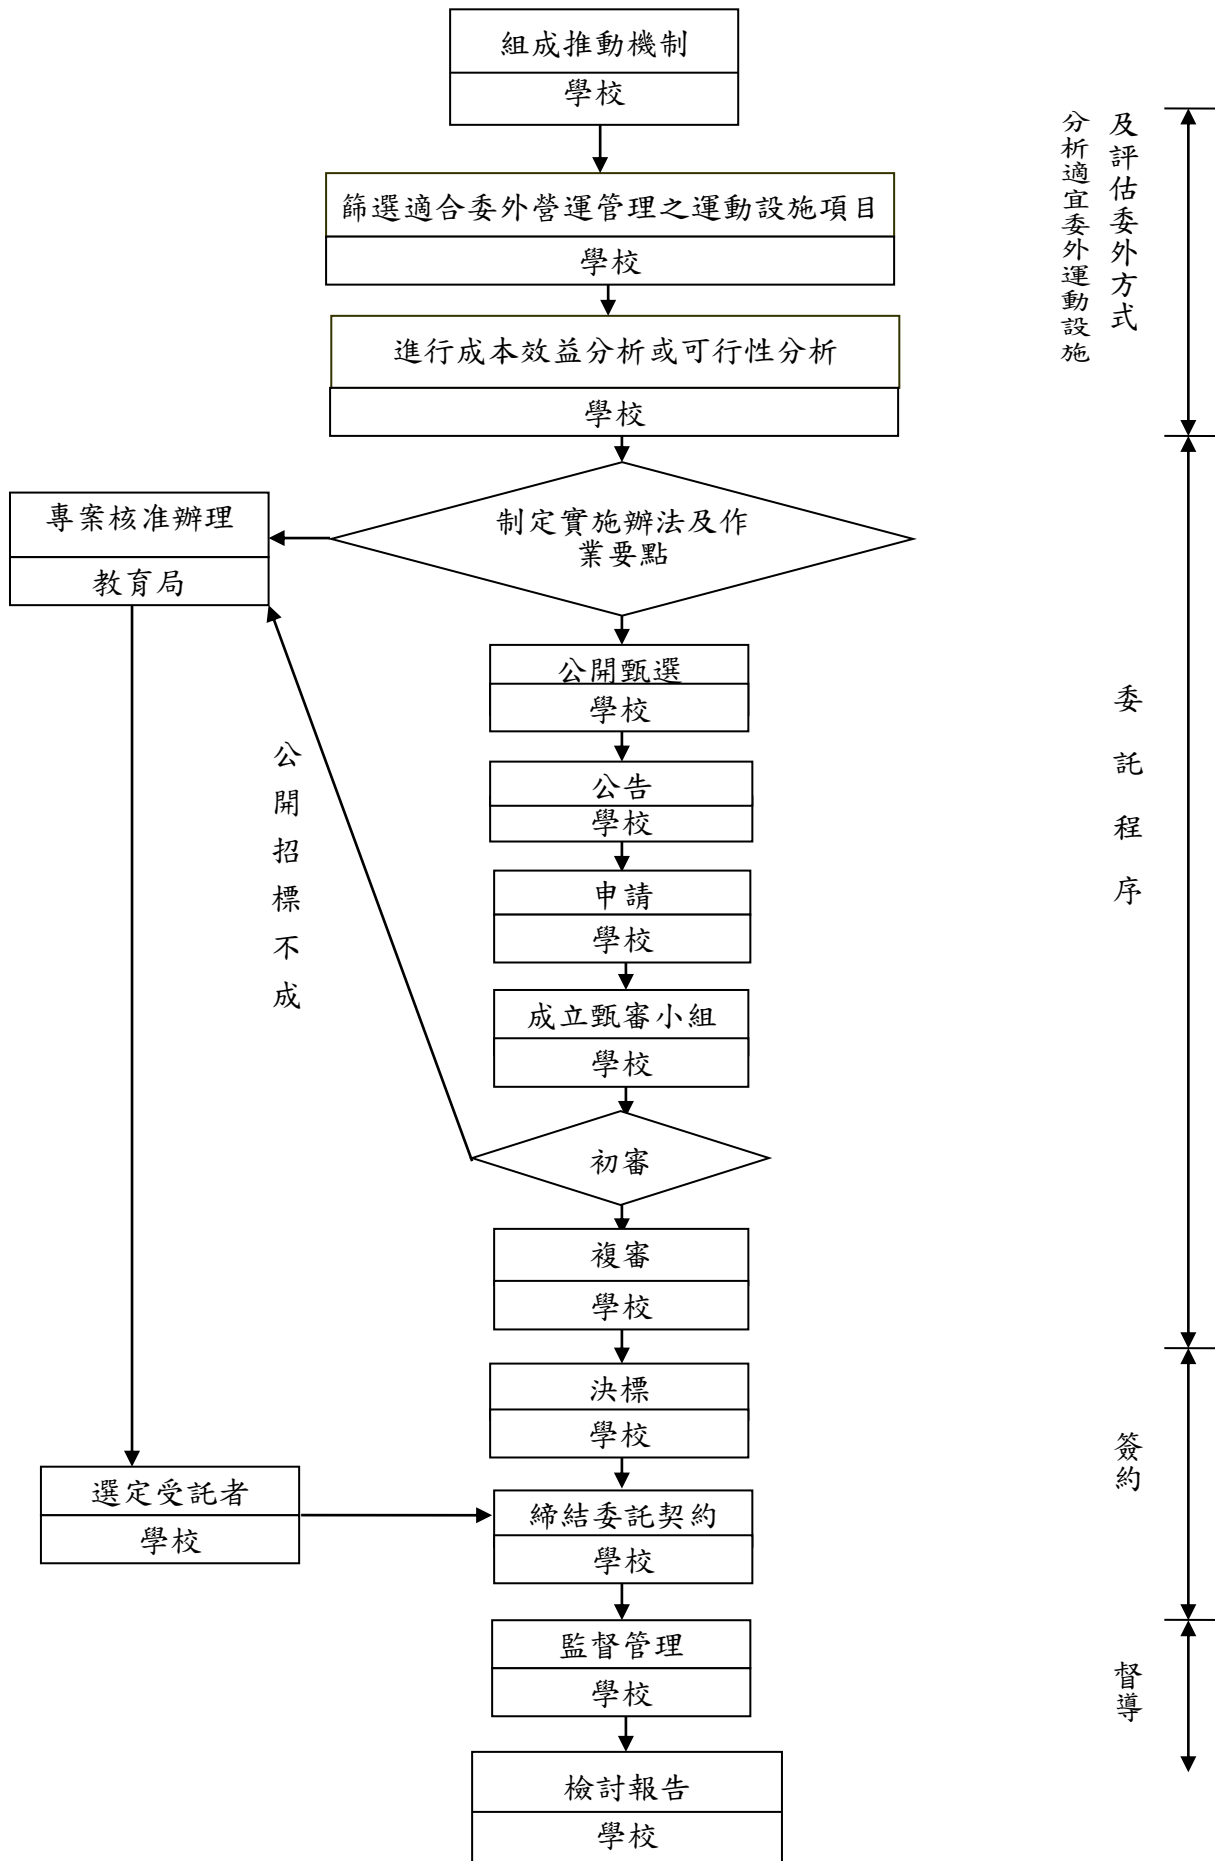 組成推動機制
學校
篩選適合委外營運管理之運動設施項目
學校
進行成本效益分析或可行性分析
學校
分析適宜委外運動設施
及評估委外方式
專案核准辦理
教育局
制定實施辦法及作
業要點
公開甄選
學校
公告
學校
申請
學校
成立甄審小組
學校
公開招標不成
初審
複審
學校
委託程序
決標
學校
選定受託者
學校
締結委託契約
學校
簽約
監督管理
學校
督導
檢討報告
學校